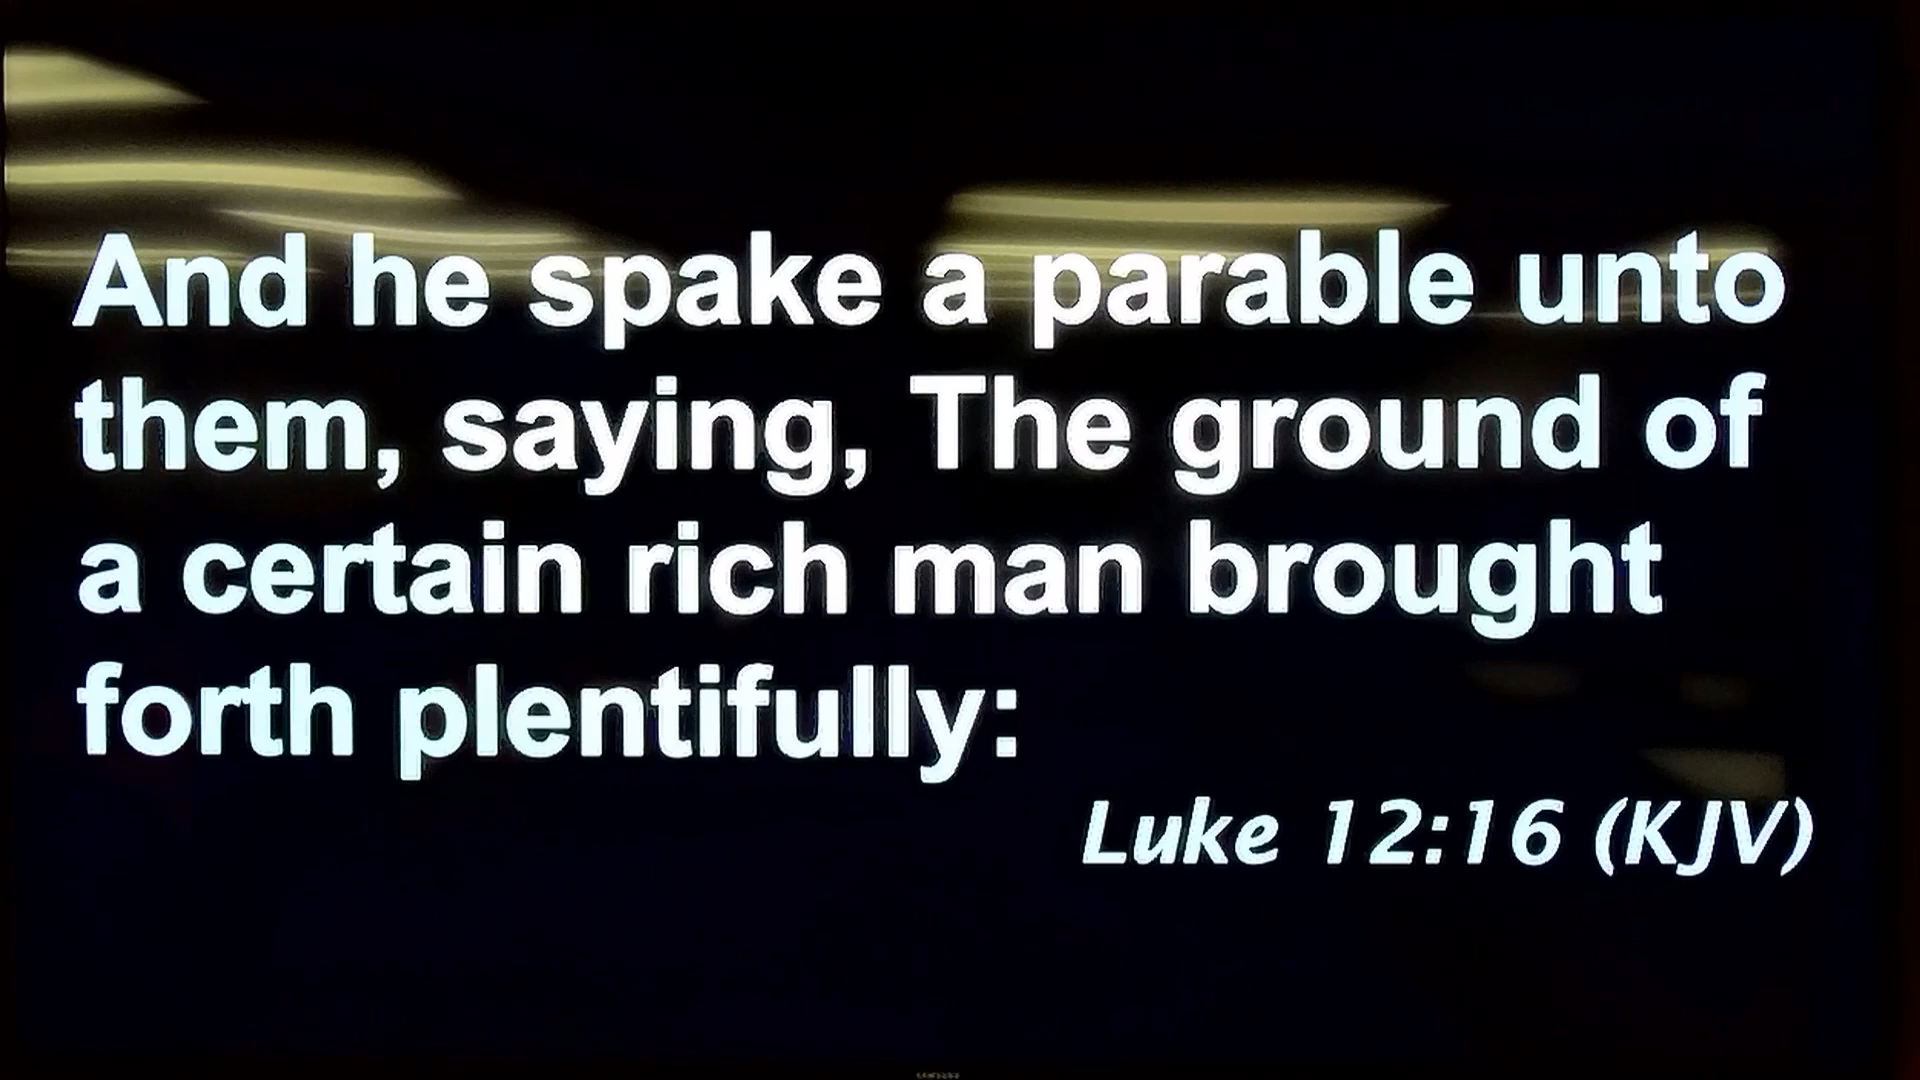 And he spake a parable unto
them, saying, The ground of
a certain rich man brought
forth plentifully:
Luke 12:16 (KJV)